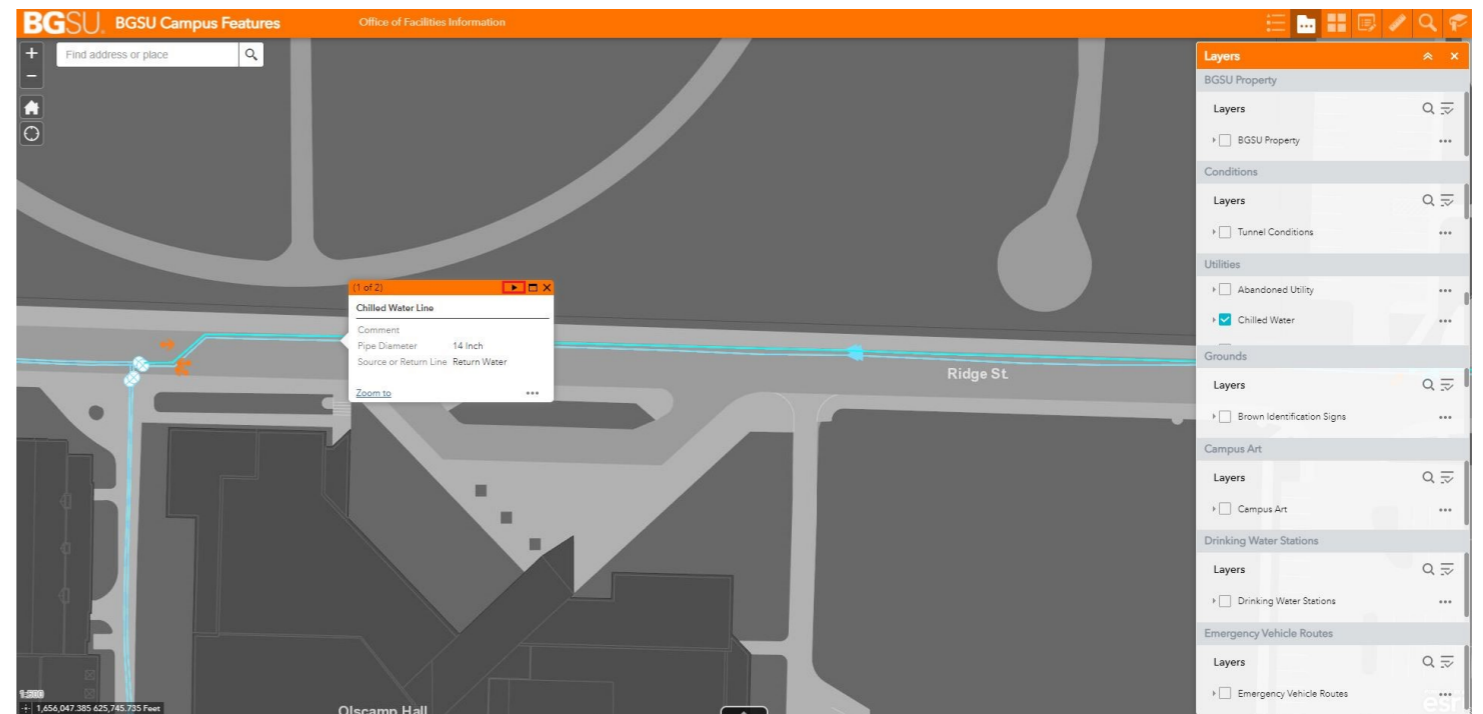 BGSU. BGSU Campus Features Office of Facilities Information
Find address or place
(1 of 2)
Chilled Water Line
Comment
Pipe Diameter 14 Inch
Source or Return Line Return Water
Zoom to
Ridge St.
Olscamp Hall
1:300
1,656,047.385 625,745.735 Feet
Layers
BGSU Property
Layers
BGSU Property
Conditions
Layers
Tunnel Conditions
Utilities
Abandoned Utility
Chilled Water
Grounds
Layers
Brown Identification Signs
Campus Art
Layers
Campus Art
Drinking Water Stations
Layers
Drinking Water Stations
Emergency Vehicle Routes
Layers
Emergency Vehicle Routes
esri